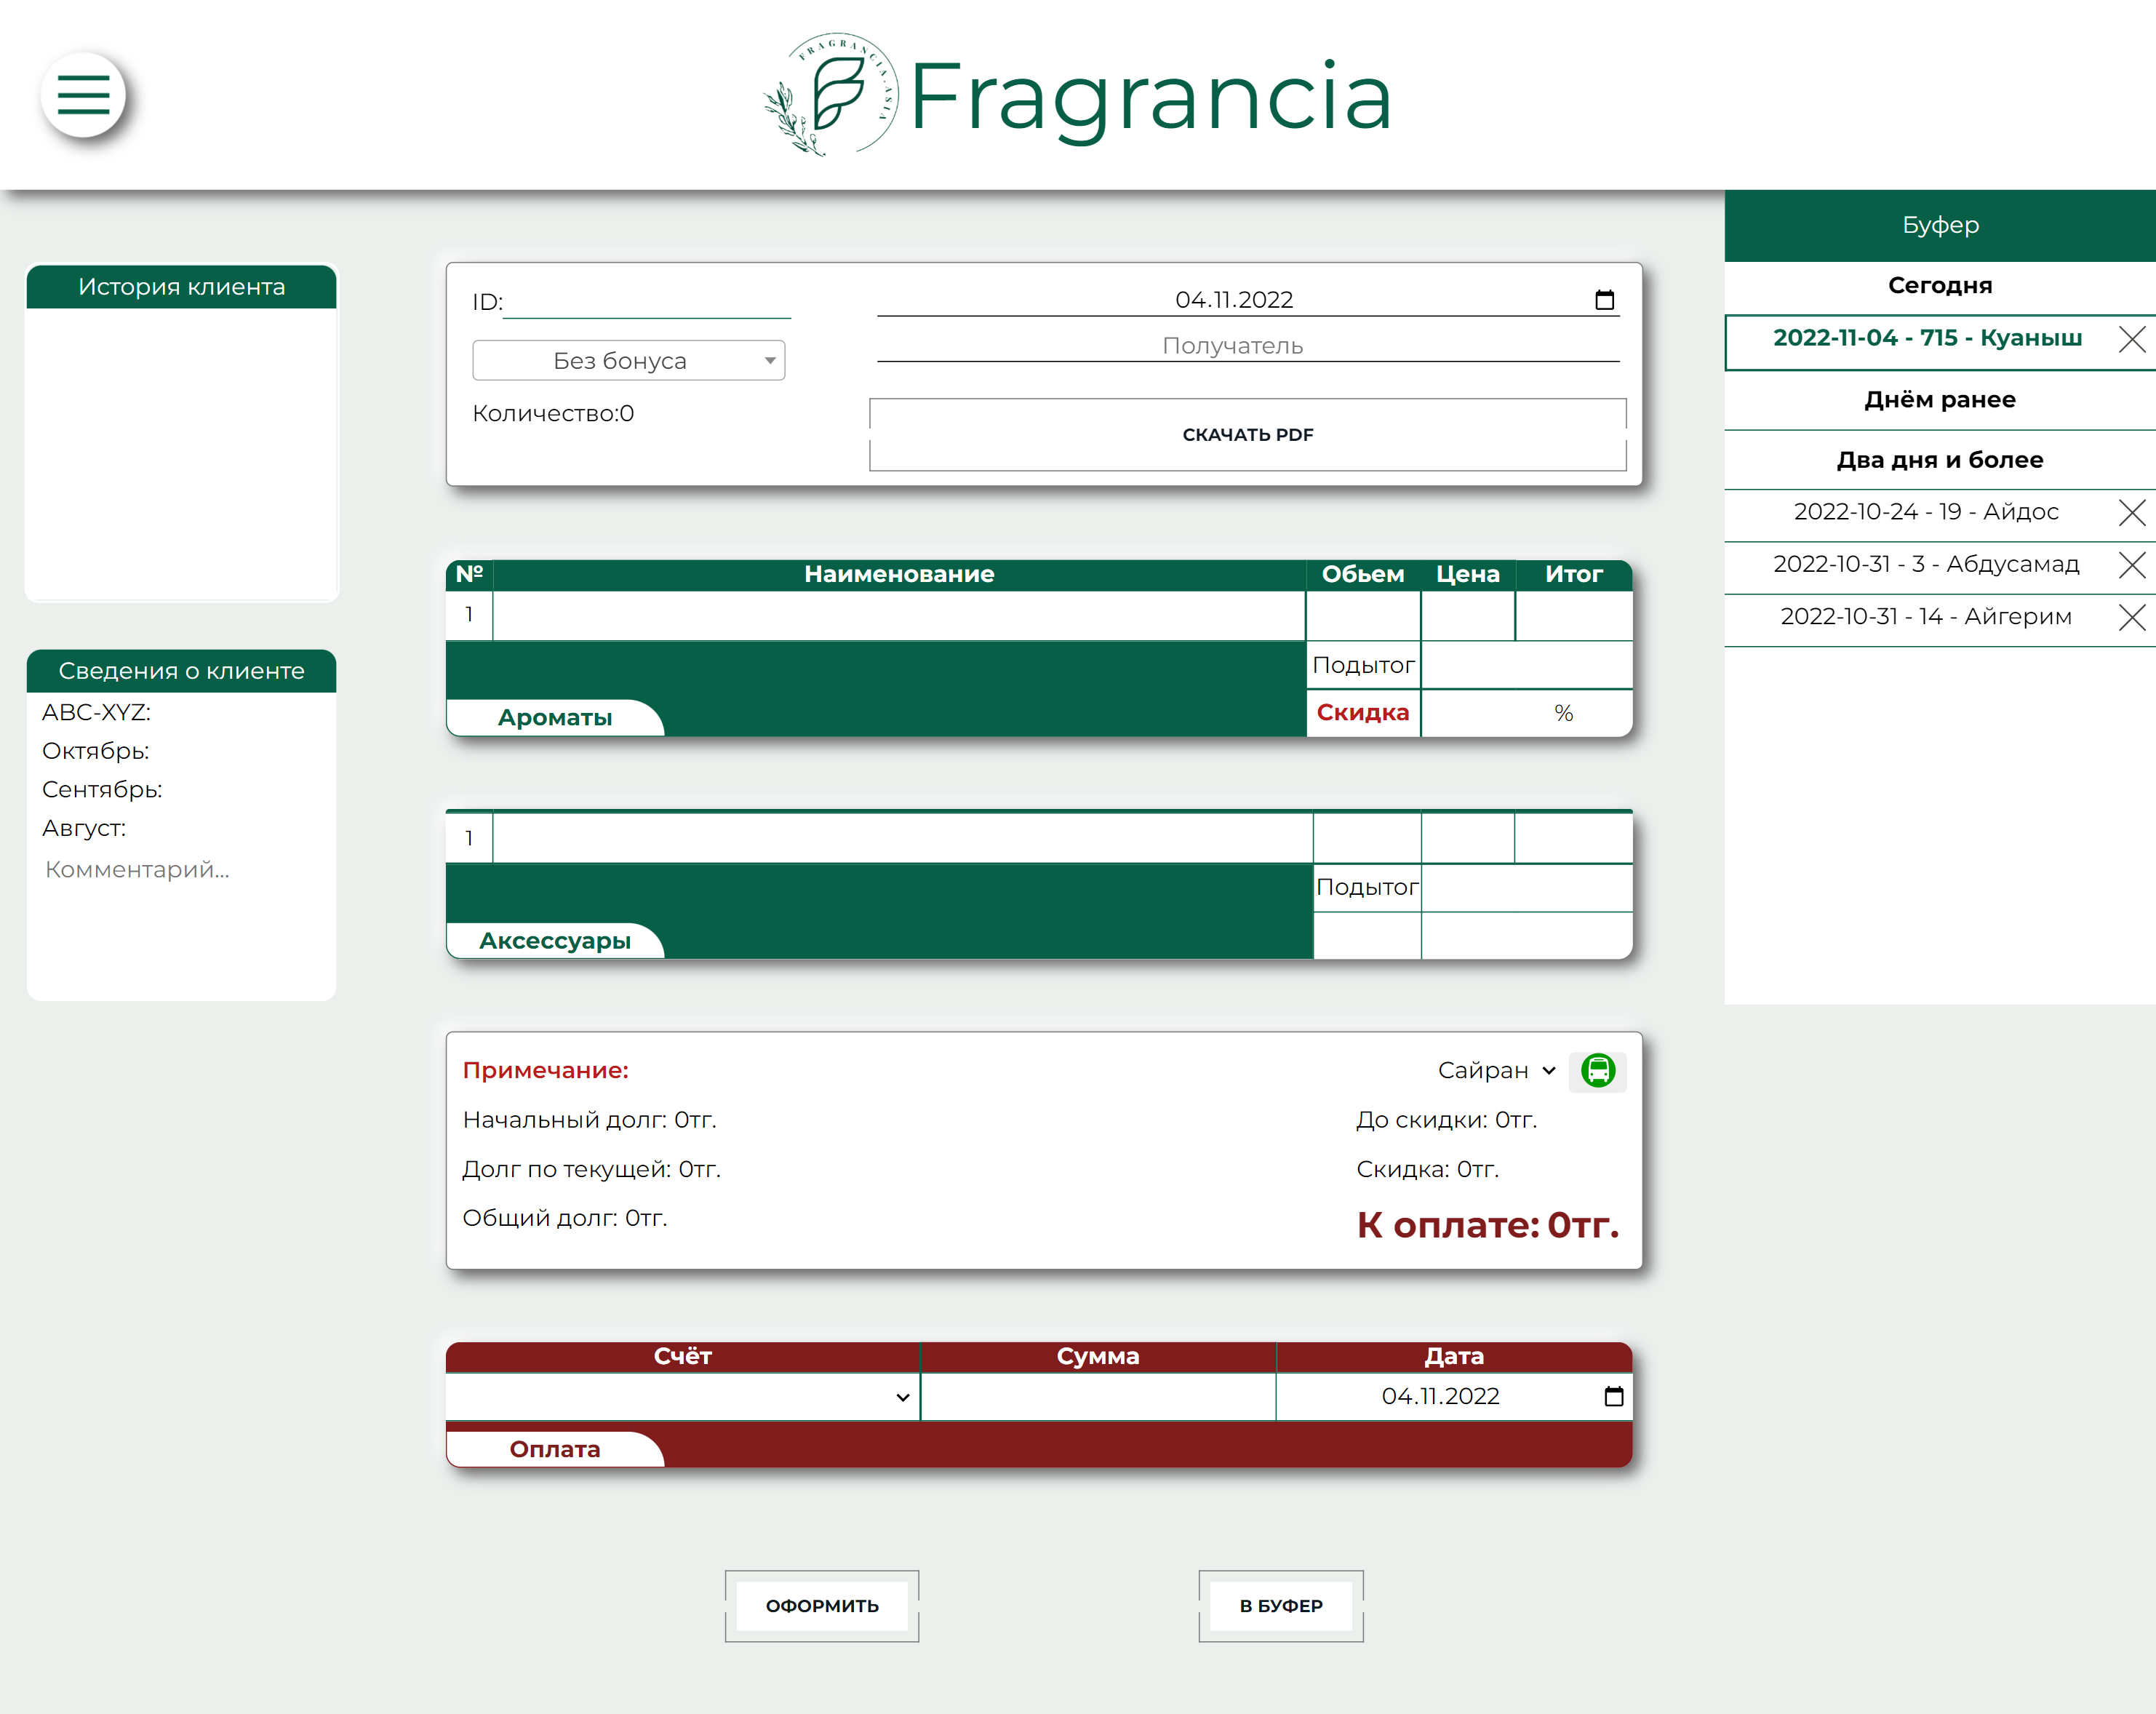 FRAGRANCIA.ASIA
Fragrancia
История клиента
Сведения о клиенте
ABC-XYZ:
Октябрь:
Сентябрь:
Август:
Комментарий...
ID:
04.11.2022
Без бонуса
Получатель
Количество:0
СКАЧАТЬ PDF
№ Наименование Обьем Цена Итог
1
Подытог
Скидка %
Ароматы
1
Подытог
Аксессуары
Примечание:
Сайран
Начальный долг: 0тг.
До скидки: 0тг.
Долг по текущей: 0тг.
Скидка: 0тг.
Общий долг: 0тг.
К оплате: 0тг.
Счёт Сумма Дата
04.11.2022
Оплата
ОФОРМИТЬ
В БУФЕР
Буфер
Сегодня
2022-11-04 - 715 - Куаныш
Днём ранее
Два дня и более
2022-10-24 - 19 - Айдос
2022-10-31 - 3 - Абдусамад
2022-10-31 - 14 - Айгерим